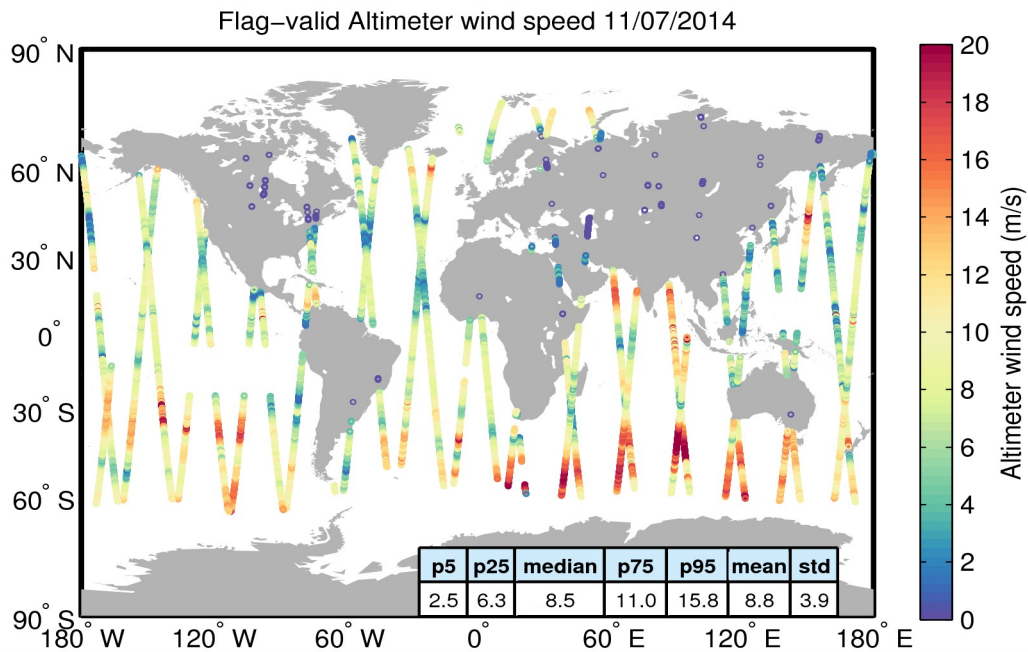 Flag−valid Altimeter wind speed 11/07/2014
90° N
60° N
30° N
0°
30° S
60° S
90° S
180° W
120° W
60° W
0°
60° E
120° E
180° E
p5 p25 median p75 p95 mean std
2.5 6.3 8.5 11.0 15.8 8.8 3.9
20
18
16
14
12
10
8
6
4
2
0
Altimeter wind speed (m/s)